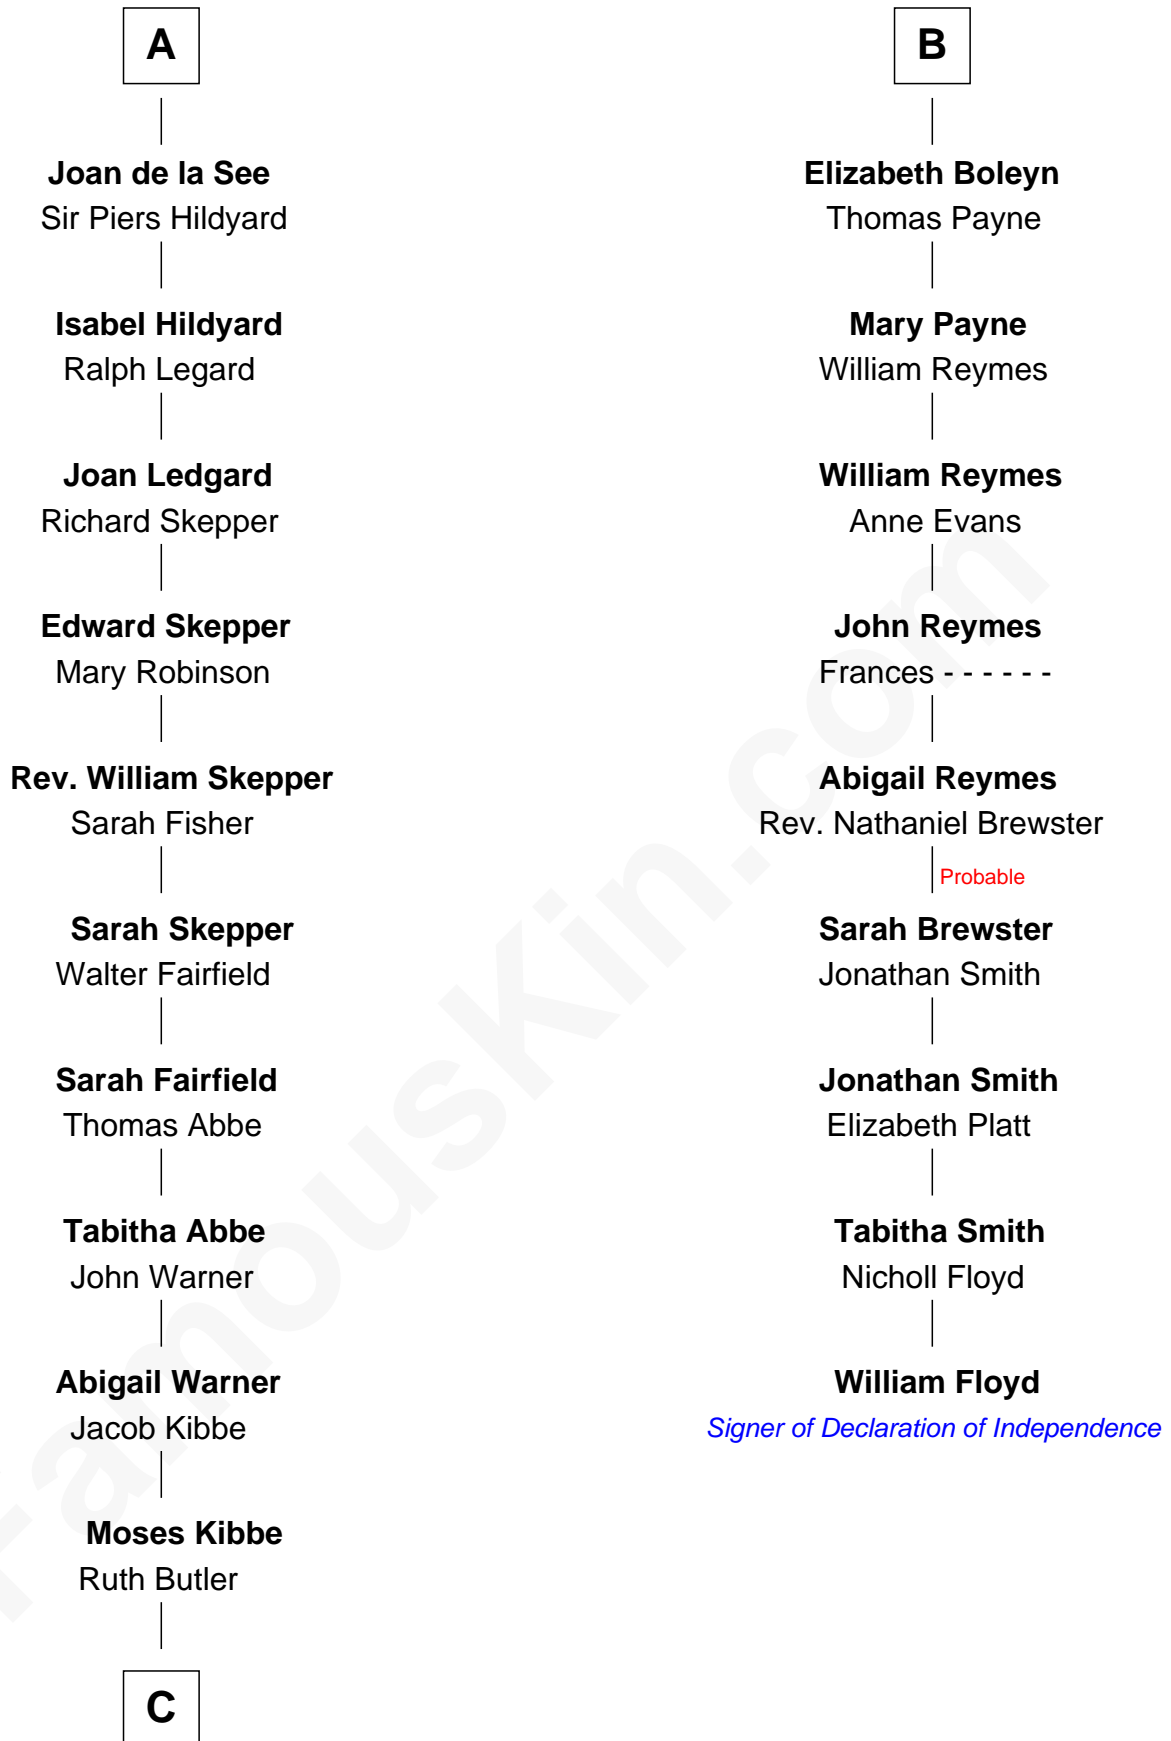 A
Joan de la See
Sir Piers Hildyard
Isabel Hildyard
Ralph Legard
Joan Ledgard
Richard Skepper
Edward Skepper
Mary Robinson
Rev. William Skepper
Sarah Fisher
Sarah Skepper
Walter Fairfield
Sarah Fairfield
Thomas Abbe
Tabitha Abbe
John Warner
Abigail Warner
Jacob Kibbe
Moses Kibbe
Ruth Butler
C
B
Elizabeth Boleyn
Thomas Payne
Mary Payne
William Reymes
William Reymes
Anne Evans
John Reymes
Frances - - - - - -
Abigail Reymes
Rev. Nathaniel Brewster
Probable
Sarah Brewster
Jonathan Smith
Jonathan Smith
Elizabeth Platt
Tabitha Smith
Nicholl Floyd
William Floyd
Signer of Declaration of Independence
FamousKin.com